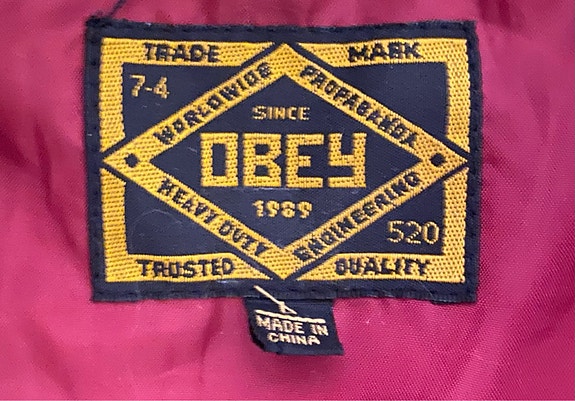 TRADE MARK
7-4
WORLDWIDE PROPAGANDA
SINCE
OBEY
1989
HEAVY DUTY ENGINEERING
520
TRUSTED QUALITY
L
MADE IN
CHINA